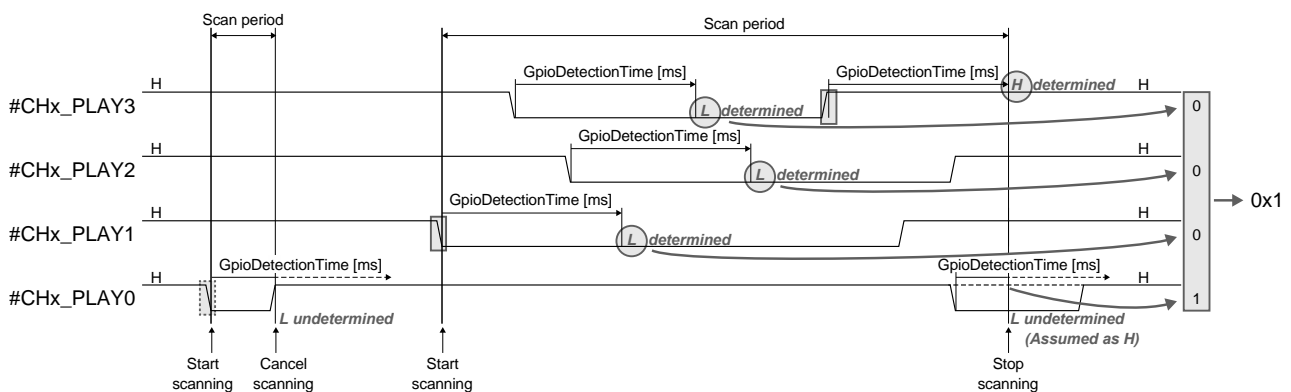 Scan period
Scan period
#CHx_PLAY3
H
GpioDetectionTime [ms]
L determined
GpioDetectionTime [ms]
H determined
H
0
#CHx_PLAY2
H
GpioDetectionTime [ms]
L determined
H
0
#CHx_PLAY1
H
GpioDetectionTime [ms]
L determined
H
0
0x1
#CHx_PLAY0
H
GpioDetectionTime [ms]
L undetermined
GpioDetectionTime [ms]
H
1
L undetermined
(Assumed as H)
Start
scanning
Cancel
scanning
Start
scanning
Stop
scanning